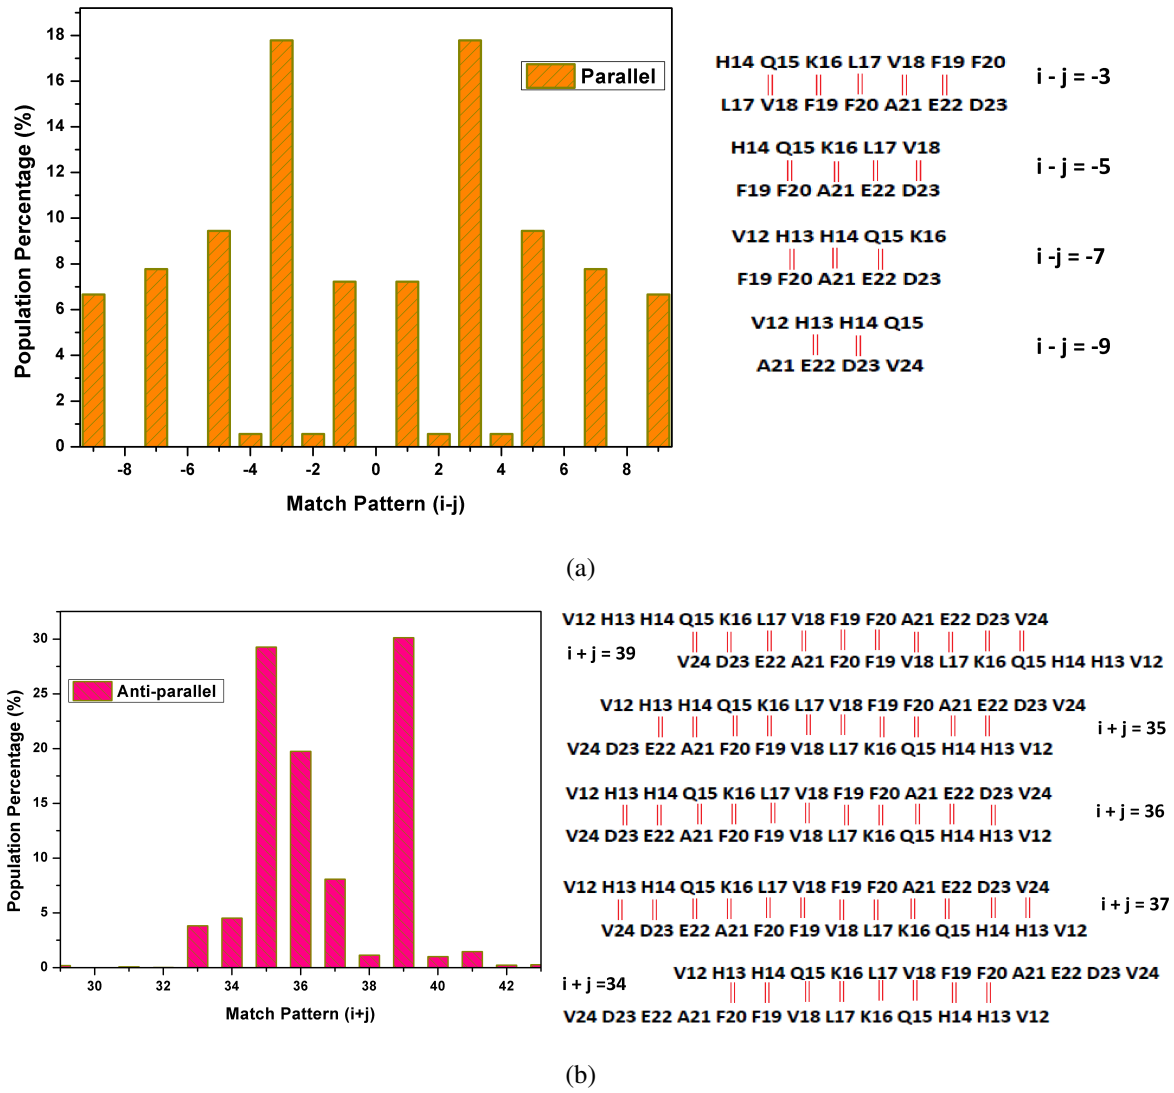 18
16
14
12
10
8
6
4
2
0
Population Percentage (%)
Parallel
-8 -6 -4 -2 0 2 4 6 8
Match Pattern (i-j)
H14 Q15 K16 L17 V18 F19 F20
L17 V18 F19 F20 A21 E22 D23
i - j = -3
H14 Q15 K16 L17 V18
F19 F20 A21 E22 D23
i - j = -5
V12 H13 H14 Q15 K16
F19 F20 A21 E22 D23
i -j = -7
V12 H13 H14 Q15
A21 E22 D23 V24
i - j = -9
(a)
30
25
20
15
10
5
0
Population Percentage (%)
Anti-parallel
30 32 34 36 38 40 42
Match Pattern (i+j)
V12 H13 H14 Q15 K16 L17 V18 F19 F20 A21 E22 D23 V24
i + j = 39
V24 D23 E22 A21 F20 F19 V18 L17 K16 Q15 H14 H13 V12
V12 H13 H14 Q15 K16 L17 V18 F19 F20 A21 E22 D23 V24
i + j = 35
V24 D23 E22 A21 F20 F19 V18 L17 K16 Q15 H14 H13 V12
V12 H13 H14 Q15 K16 L17 V18 F19 F20 A21 E22 D23 V24
i + j = 36
V24 D23 E22 A21 F20 F19 V18 L17 K16 Q15 H14 H13 V12
V12 H13 H14 Q15 K16 L17 V18 F19 F20 A21 E22 D23 V24
i + j = 37
V24 D23 E22 A21 F20 F19 V18 L17 K16 Q15 H14 H13 V12
V12 H13 H14 Q15 K16 L17 V18 F19 F20 A21 E22 D23 V24
i + j =34
V24 D23 E22 A21 F20 F19 V18 L17 K16 Q15 H14 H13 V12
(b)